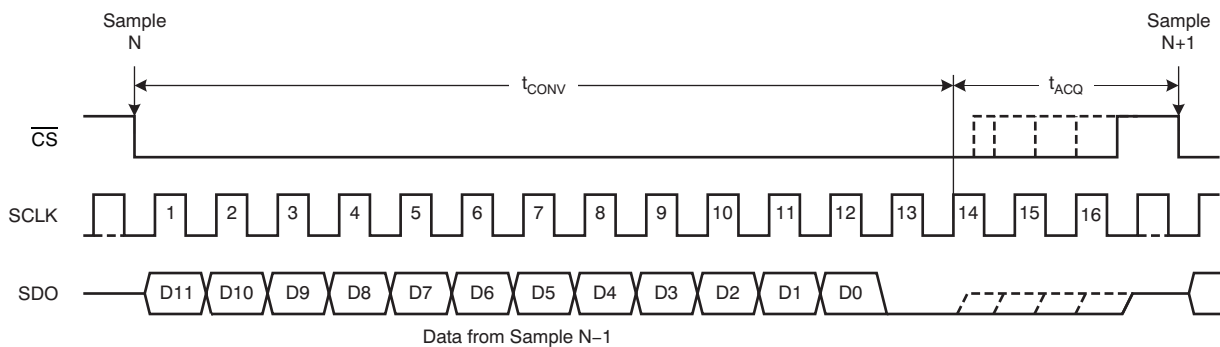 Sample
N
Sample
N+1
tCONV
tACQ
CS
SCLK
1 2 3 4 5 6 7 8 9 10 11 12 13 14 15 16
SDO
D11 D10 D9 D8 D7 D6 D5 D4 D3 D2 D1 D0
Data from Sample N−1